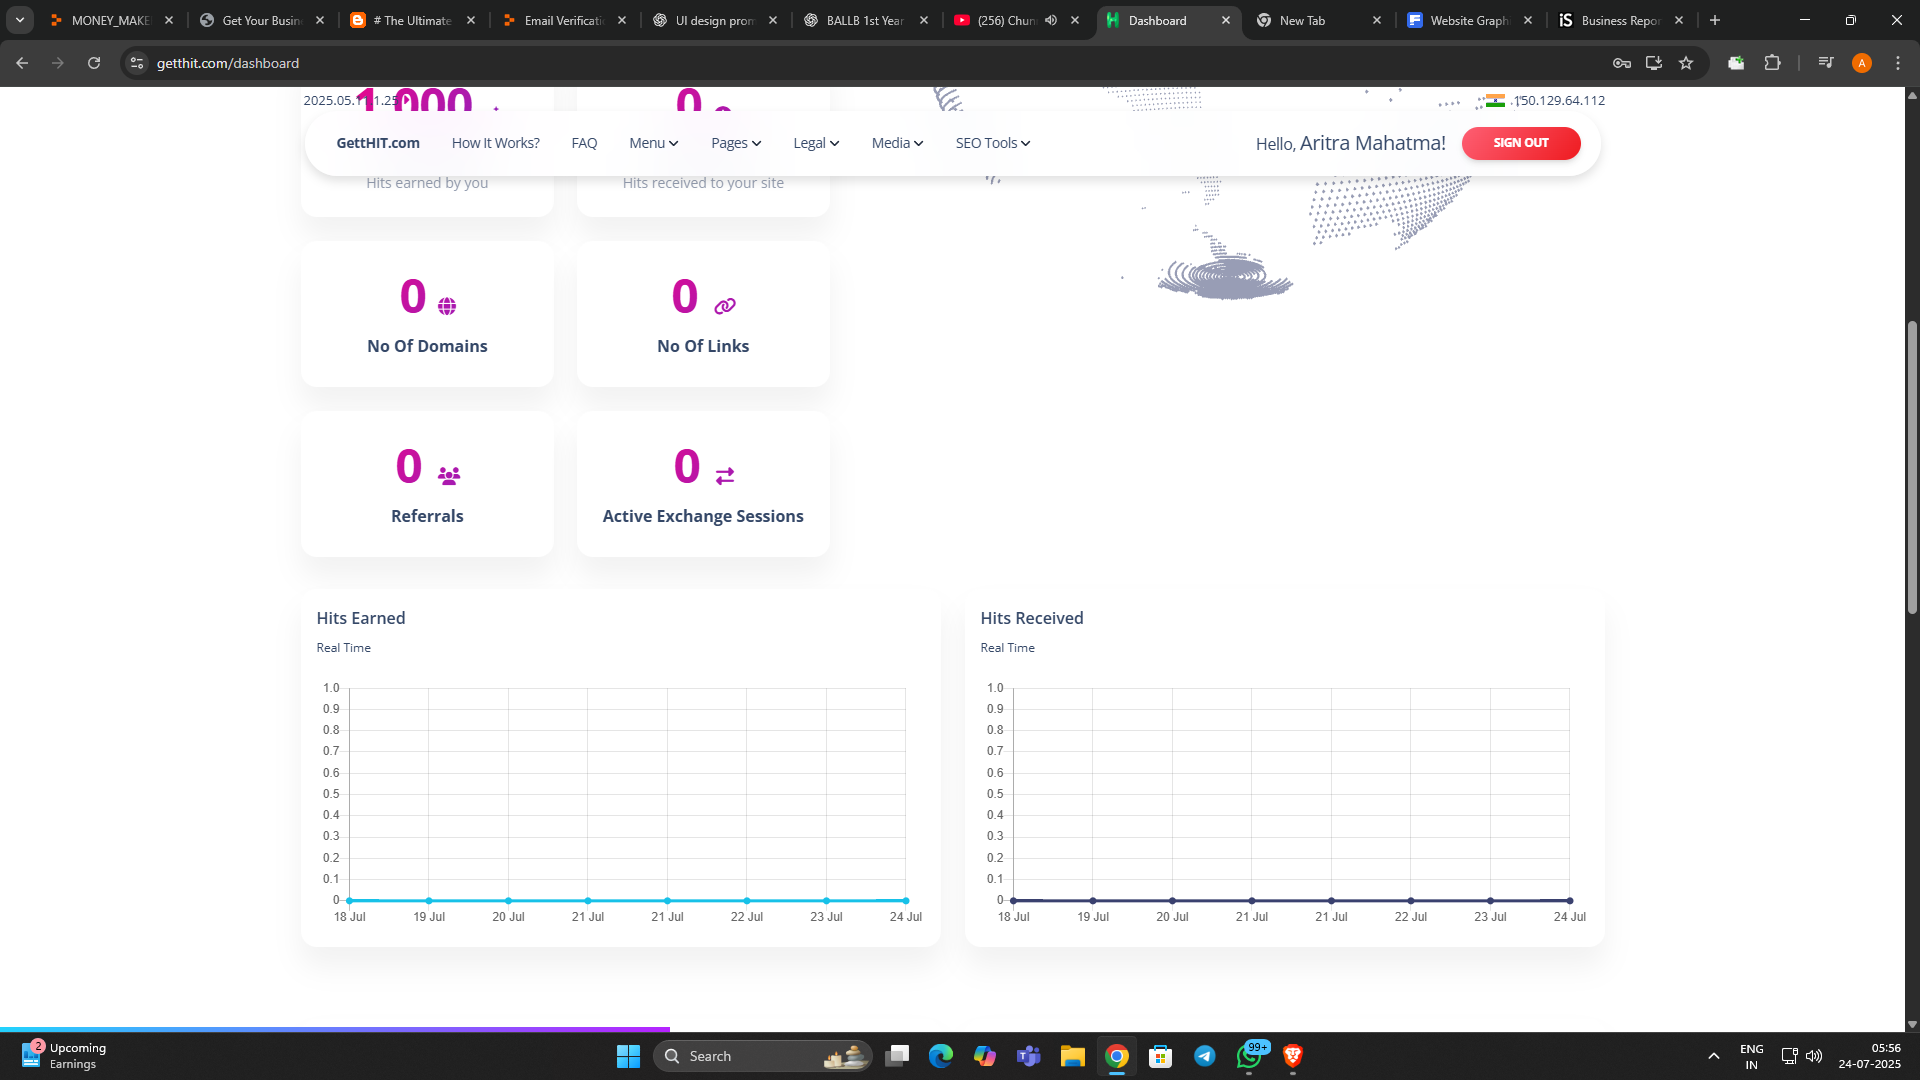 MONEY_MAKE
Get Your Busin
# The Ultimate
Email Verificati
UI design prom
BALLB 1st Year
(256) Chun
Dashboard
New Tab
Website Graph
Business Repor
getthit.com/dashboard
A
1,000
0
150.129.64.112
GettHIT.com
How It Works?
FAQ
Menu
Pages
Legal
Media
SEO Tools
Hello, Aritra Mahatma!
SIGN OUT
Hits earned by you
Hits received to your site
0
No Of Domains
0
No Of Links
0
Referrals
0
Active Exchange Sessions
Hits Earned
Real Time
1.0
0.9
0.8
0.7
0.6
0.5
0.4
0.3
0.2
0.1
0
18 Jul
19 Jul
20 Jul
21 Jul
21 Jul
22 Jul
23 Jul
24 Jul
Hits Received
Real Time
1.0
0.9
0.8
0.7
0.6
0.5
0.4
0.3
0.2
0.1
0
18 Jul
19 Jul
20 Jul
21 Jul
21 Jul
22 Jul
23 Jul
24 Jul
2
Upcoming
Earnings
Search
99+
ENG
IN
05:56
24-07-2025